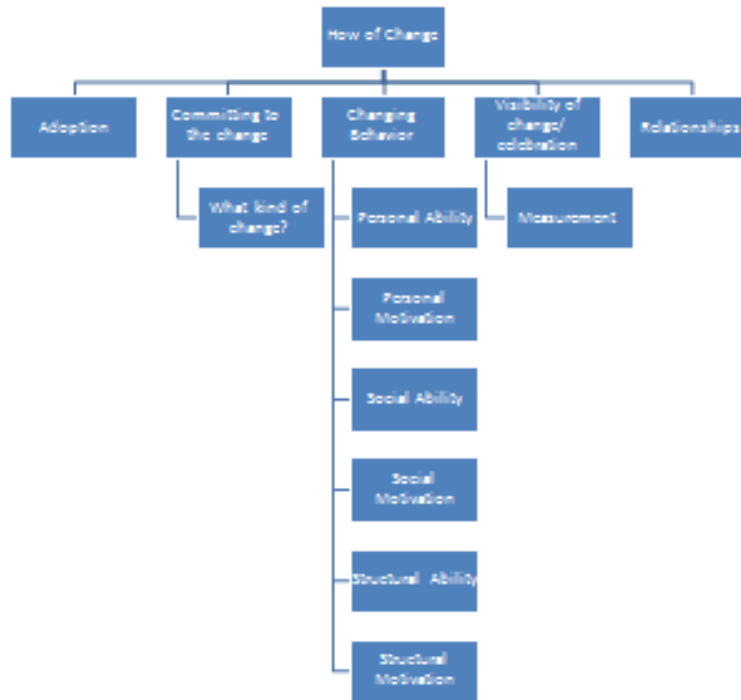 How of Change
Adoption
Committing to
the change
Changing
Behavior
Visibility of
change/
celebration
Relationships
What kind of
change?
Personal Ability
Measurement
Personal
Motivation
Social Ability
Social
Motivation
Structural Ability
Structural
Motivation